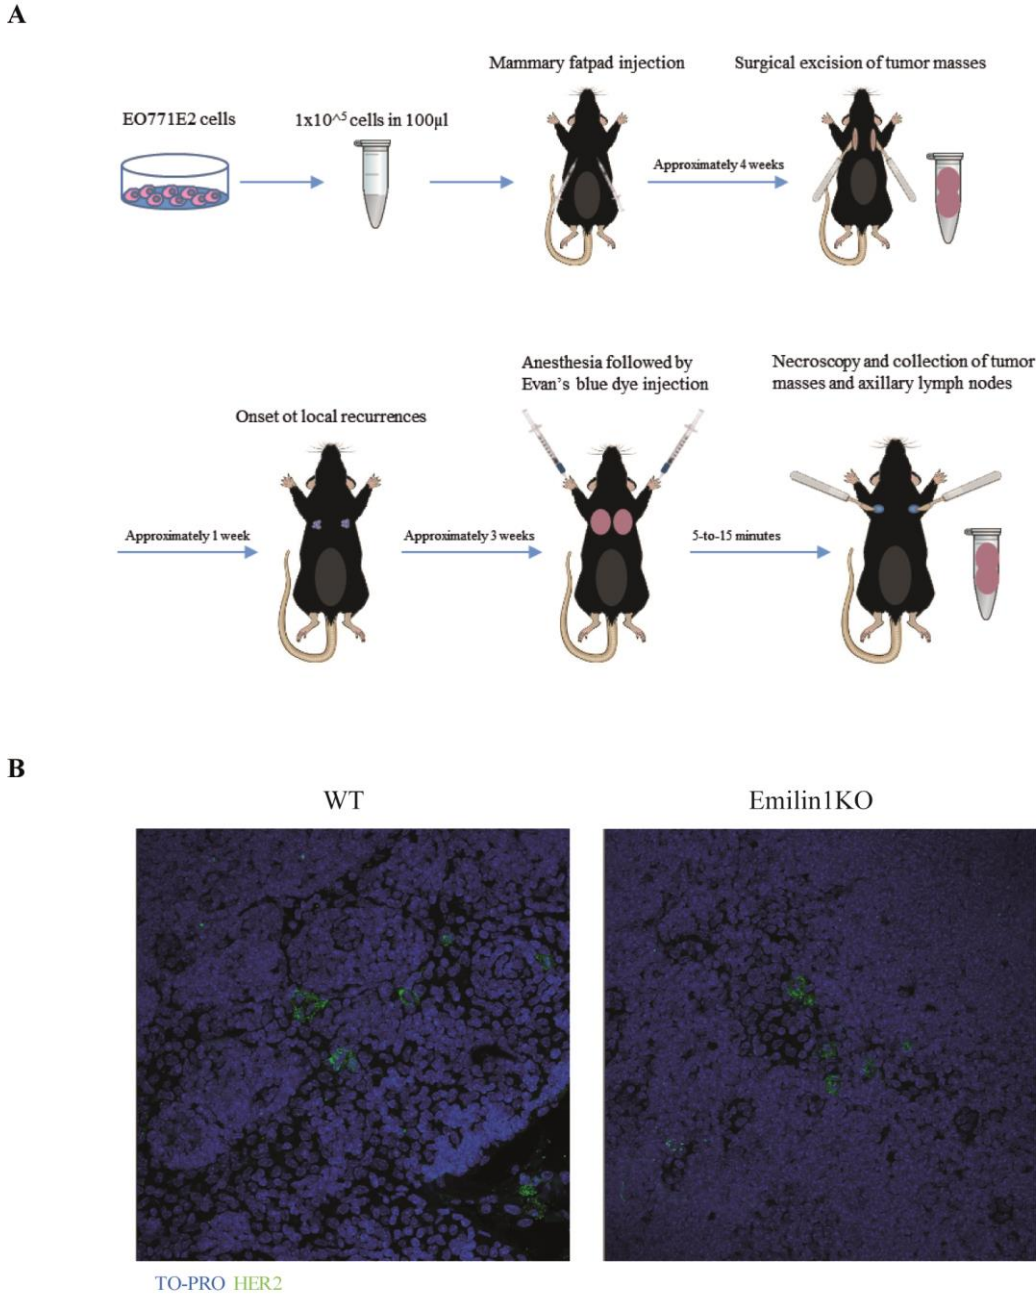 A
Mammary fatpad injection
Surgical excision of tumor masses
EO771E2 cells
1x10^5 cells in 100µl
Approximately 4 weeks
Anesthesia followed by
Evan's blue dye injection
Necroscopy and collection of tumor
masses and axillary lymph nodes
Onset ot local recurrences
Approximately 1 week
Approximately 3 weeks
5-to-15 minutes
B
WT
Emilin1KO
TO-PRO HER2